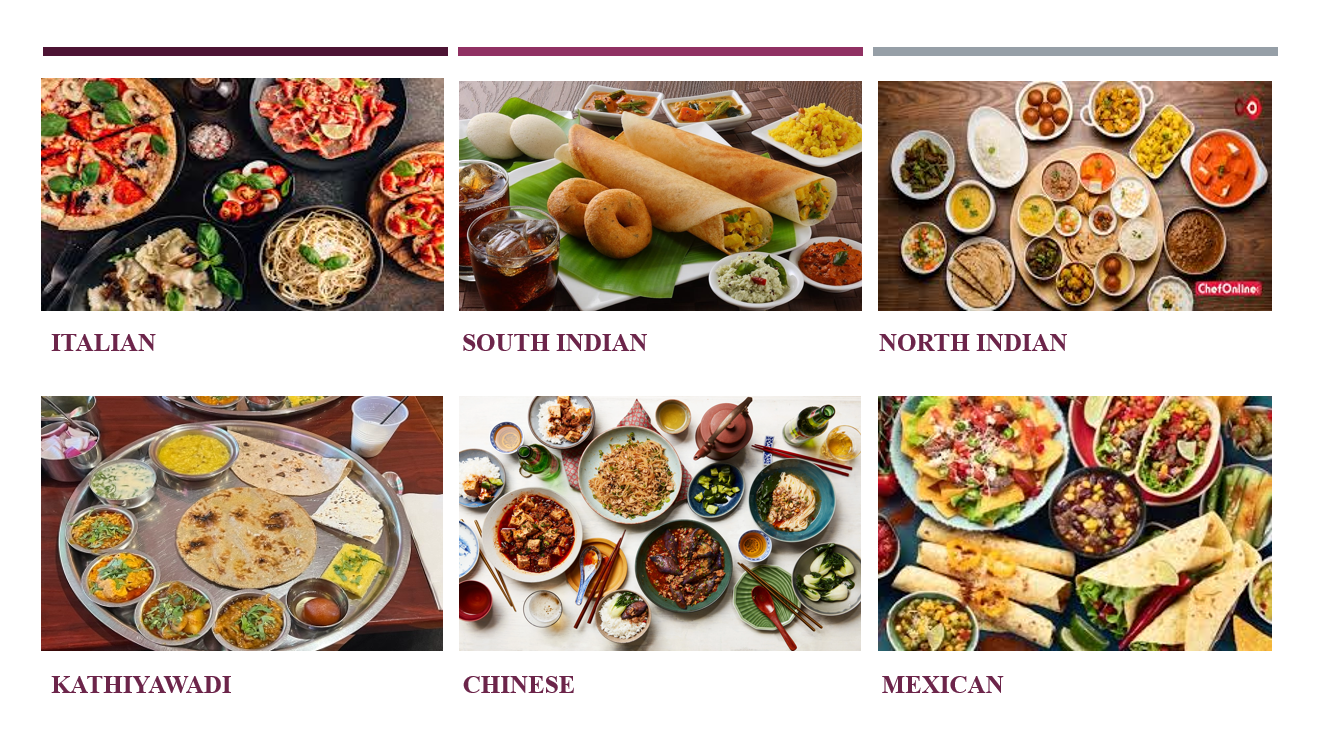 ChefOnline
ITALIAN
SOUTH INDIAN
NORTH INDIAN
KATHIYAWADI
CHINESE
MEXICAN